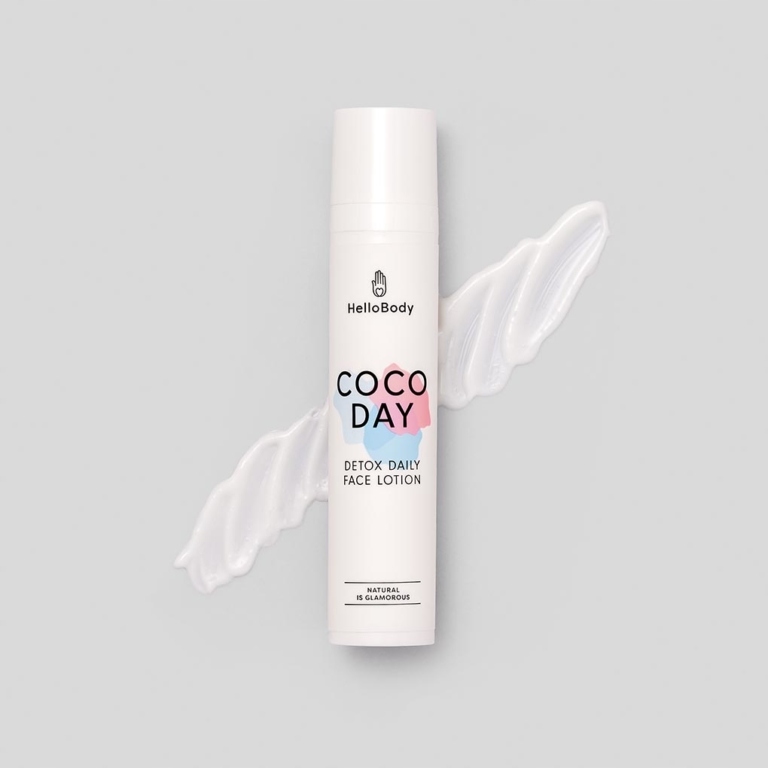 HelloBody
COCO
DAY
DETOX DAILY
FACE LOTION
NATURAL
IS GLAMOROUS